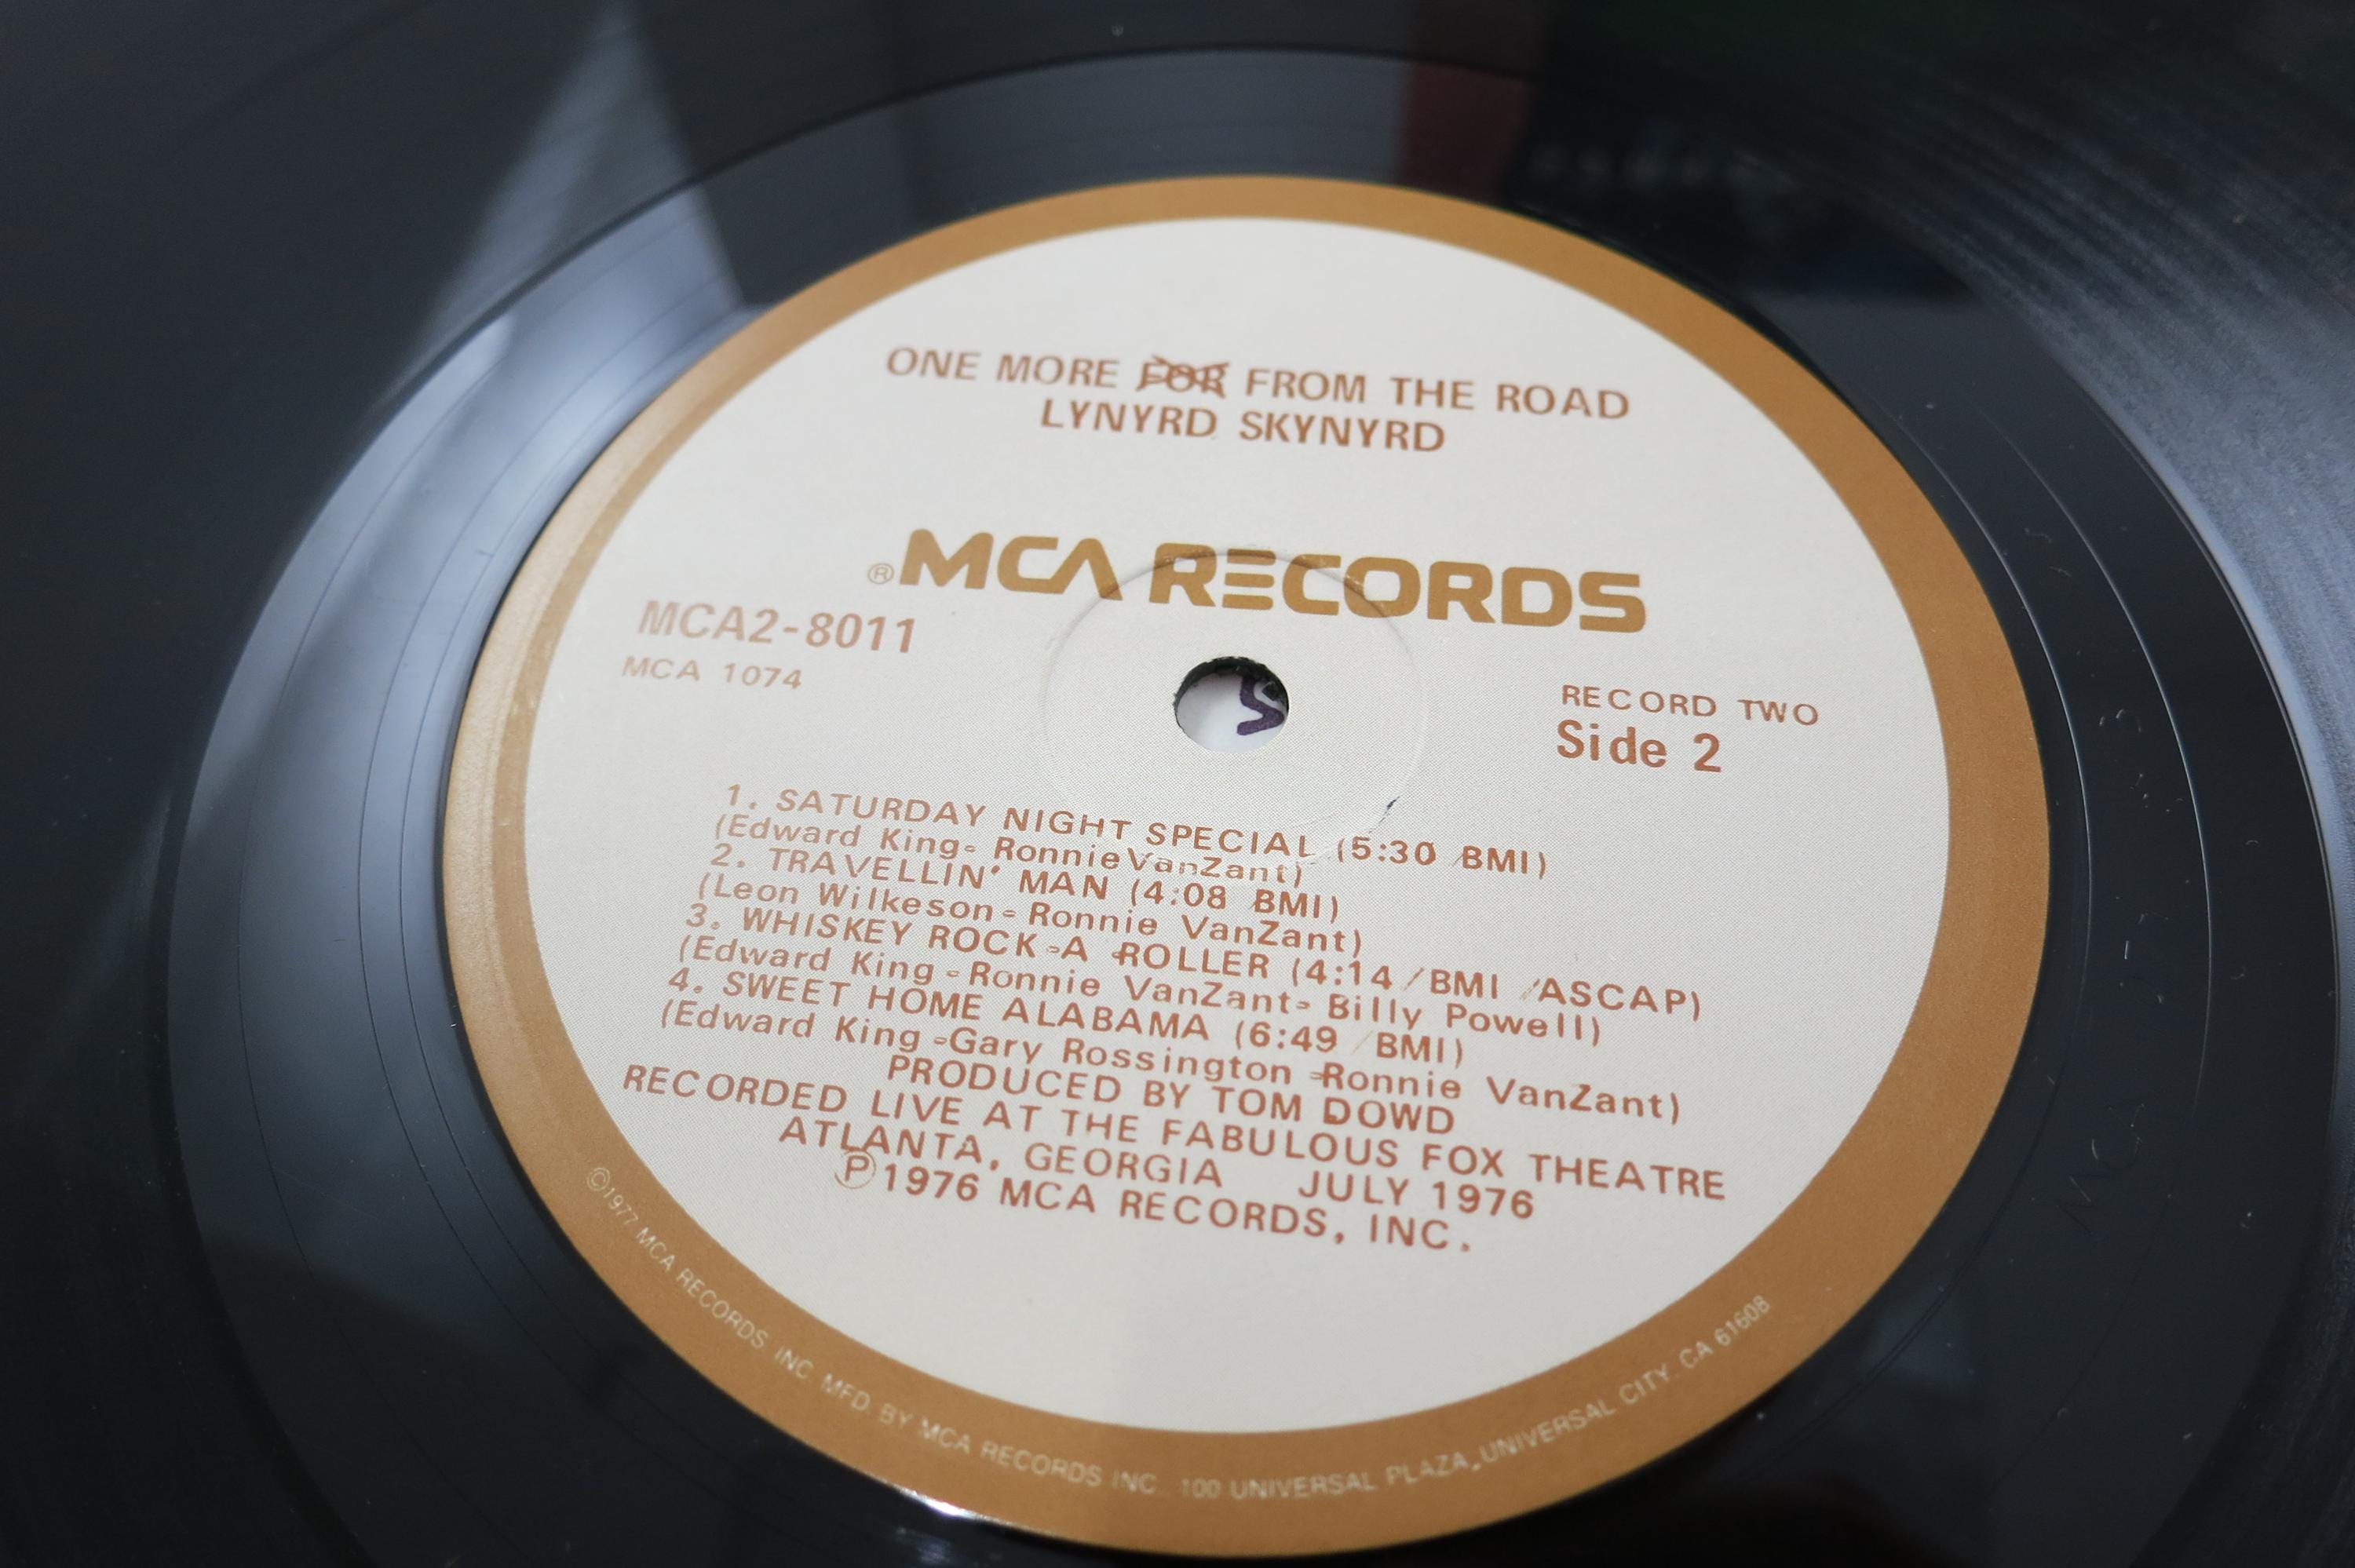 ONE MORE FOR FROM THE ROAD
LYNYRD SKYNYRD
®MCA RECORDS
MCA2-8011
MCA 1074
RECORD TWO
Side 2
1. SATURDAY NIGHT SPECIAL (5:30 BMI)
(Edward King- Ronnie VanZant)
2. TRAVELLIN' MAN (4:08 BMI)
(Leon Wilkeson-Ronnie VanZant)
3. WHISKEY ROCK-A-ROLLER (4:14/BMI/ASCAP)
(Edward King-Ronnie VanZant-Billy Powell)
4. SWEET HOME ALABAMA (6:49/BMI)
(Edward King-Gary Rossington-Ronnie VanZant)
PRODUCED BY TOM DOWD
RECORDED LIVE AT THE FABULOUS FOX THEATRE
ATLANTA, GEORGIA JULY 1976
℗1976 MCA RECORDS, INC.
©1977 MCA RECORDS. INC. MFD. BY MCA RECORDS INC. 100 UNIVERSAL PLAZA, UNIVERSAL CITY. CA 61608